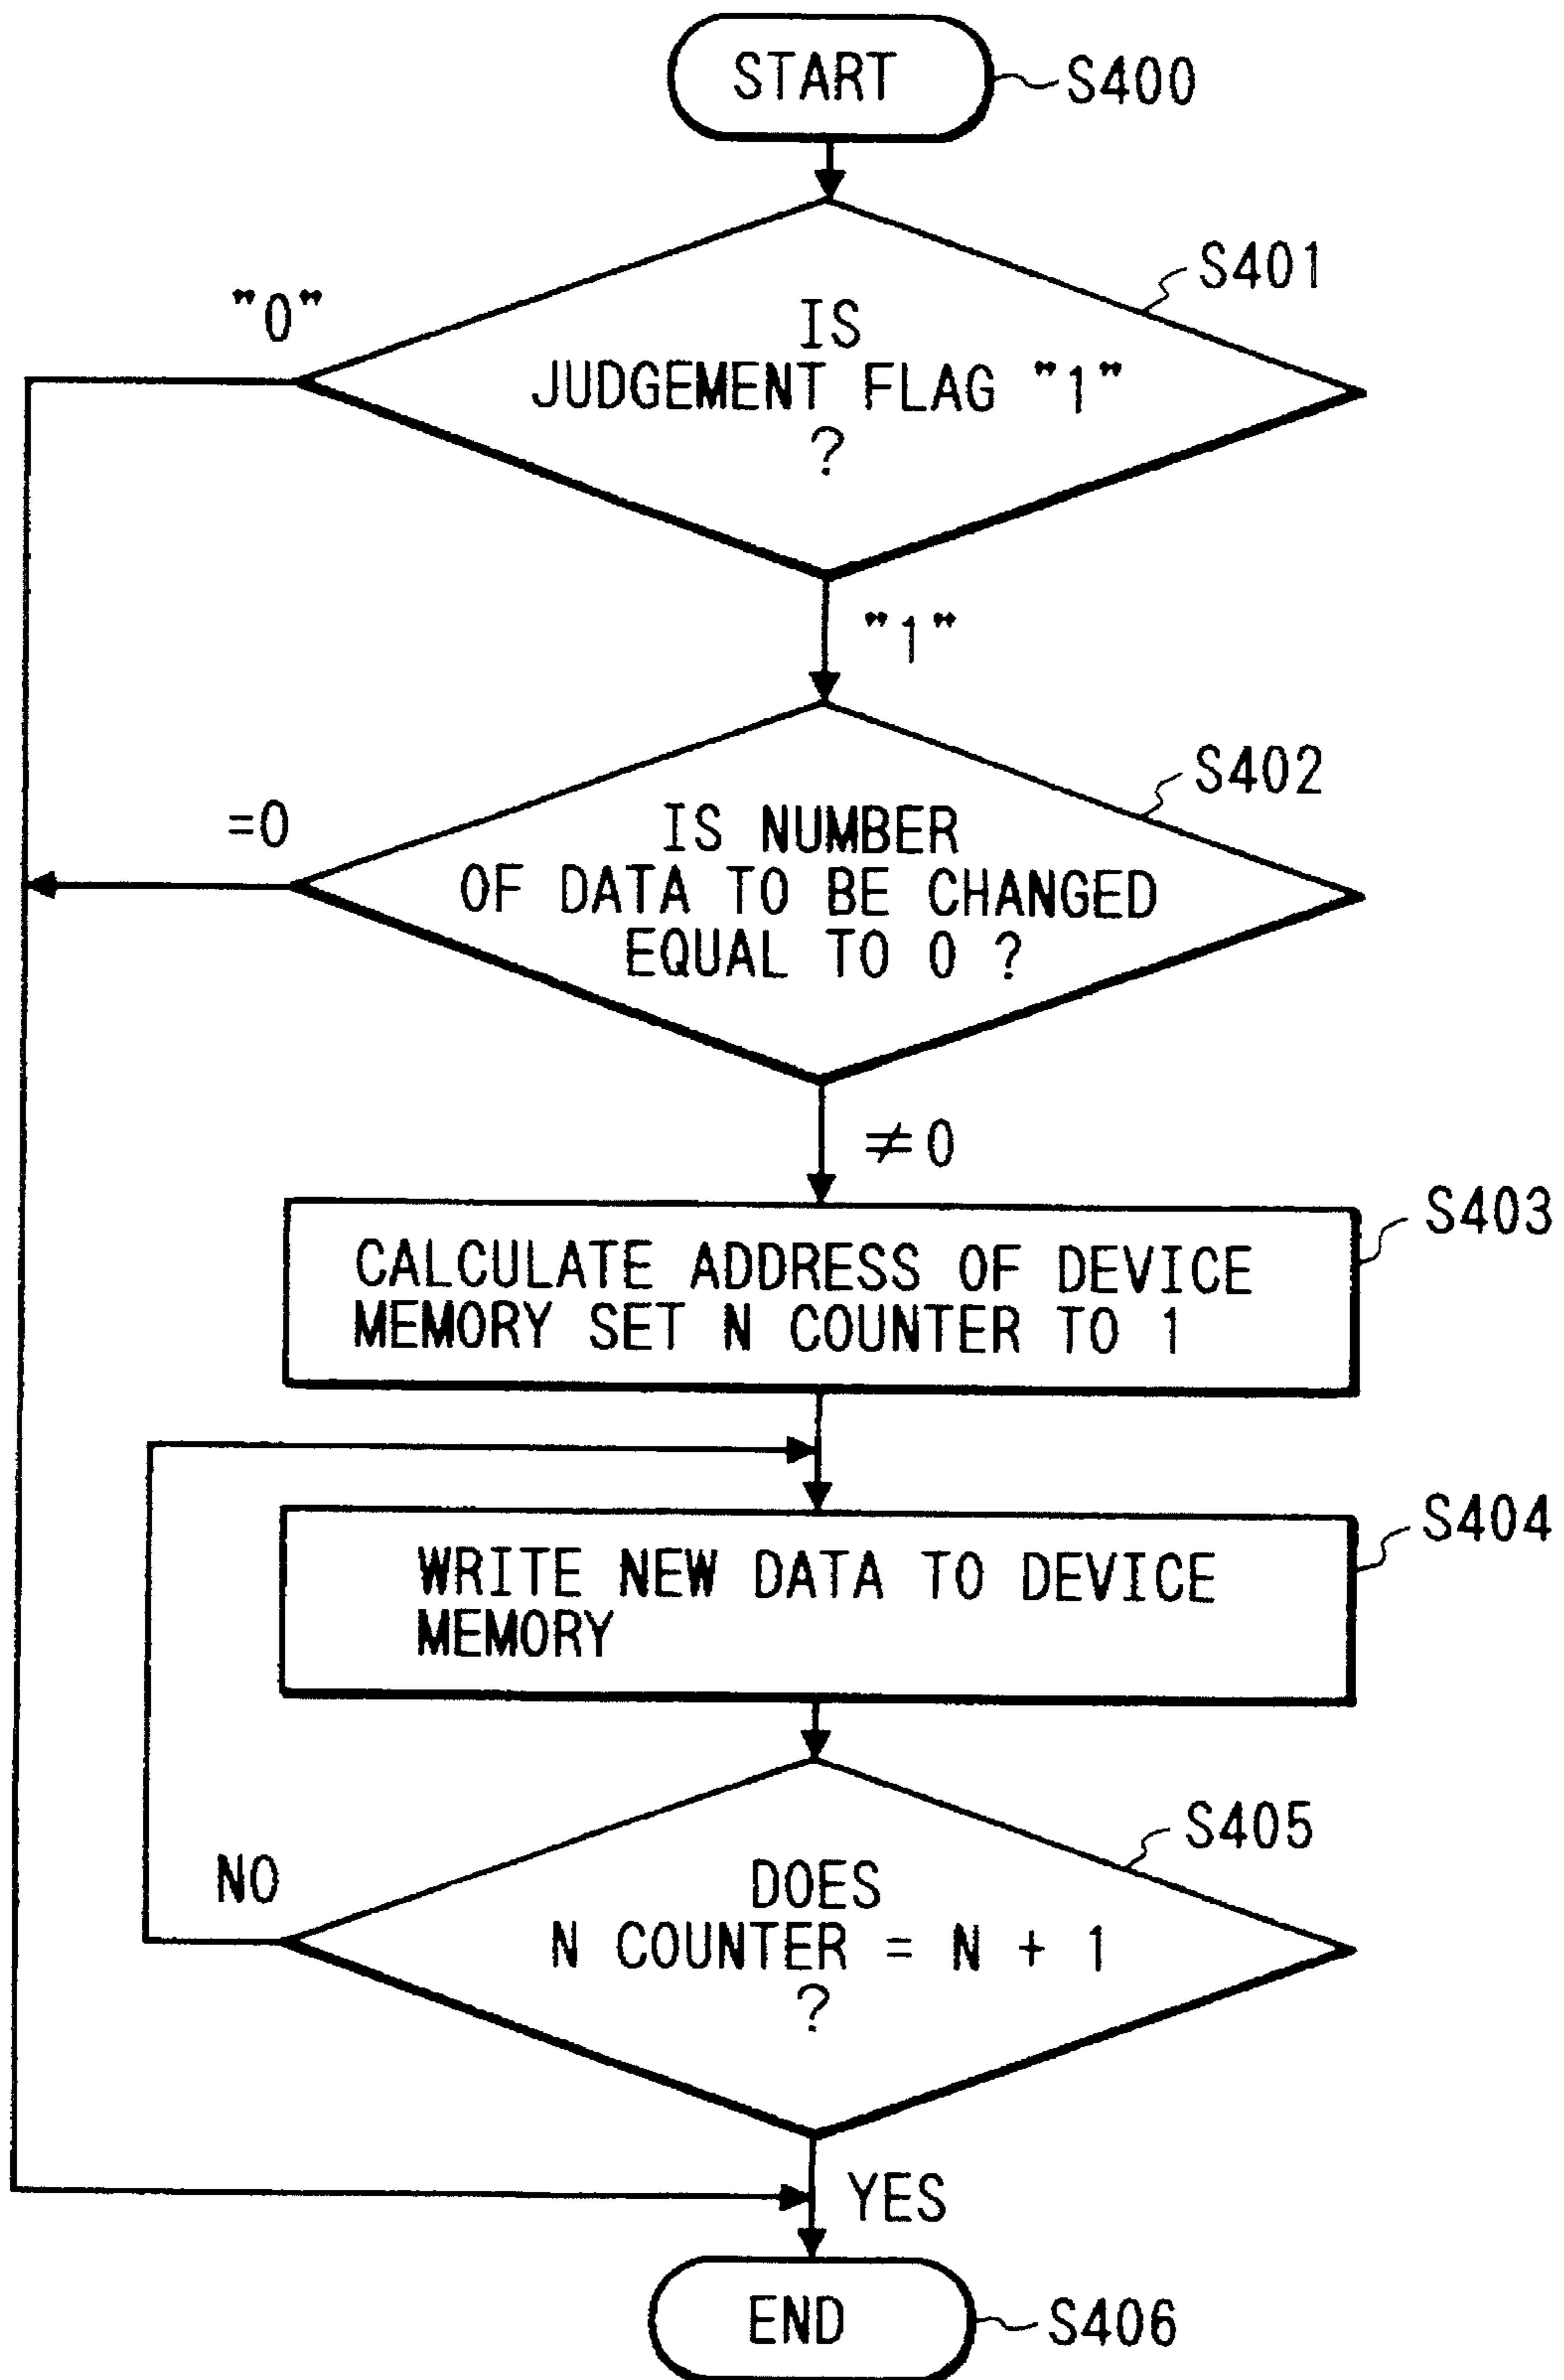 START
S400
S401
"0"
IS
JUDGEMENT FLAG "1"
?
"1"
S402
=0
IS NUMBER
OF DATA TO BE CHANGED
EQUAL TO 0 ?
≠0
S403
CALCULATE ADDRESS OF DEVICE
MEMORY SET N COUNTER TO 1
S404
WRITE NEW DATA TO DEVICE
MEMORY
S405
NO
DOES
N COUNTER = N + 1
?
YES
END
S406